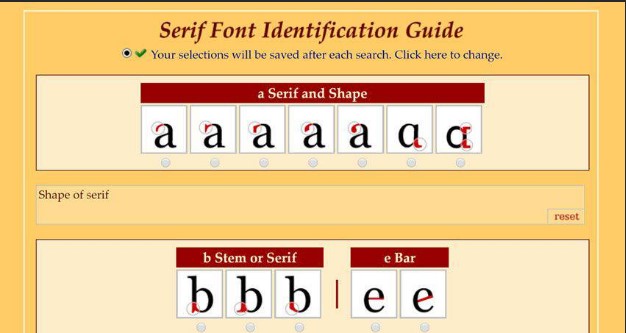 Serif Font Identification Guide
Your selections will be saved after each search. Click here to change.
a Serif and Shape
a a a a a ɑ ɑ
Shape of serif
reset
b Stem or Serif
e Bar
b b b e e